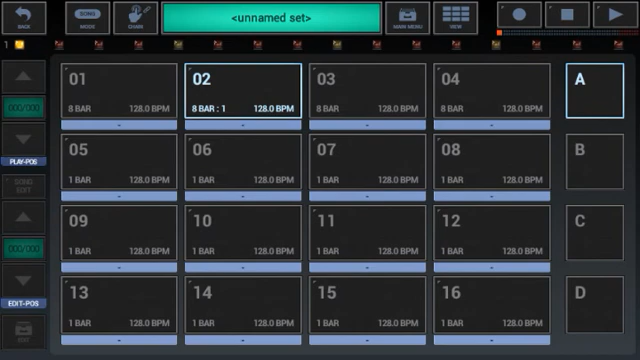 SONG
<unnamed set>
BACK
MODE
CHAIN
MAIN MENU
VIEW
1
01
02
03
04
A
8 BAR
128.0 BPM
8 BAR : 1
128.0 BPM
8 BAR
128.0 BPM
8 BAR
128.0 BPM
000/000
05
06
07
08
B
PLAY-POS
1 BAR
128.0 BPM
1 BAR
128.0 BPM
1 BAR
128.0 BPM
1 BAR
128.0 BPM
SONG
EDIT
09
10
11
12
C
000/000
1 BAR
128.0 BPM
1 BAR
128.0 BPM
1 BAR
128.0 BPM
1 BAR
128.0 BPM
13
14
15
16
D
EDIT-POS
1 BAR
128.0 BPM
1 BAR
128.0 BPM
1 BAR
128.0 BPM
1 BAR
128.0 BPM
EDIT